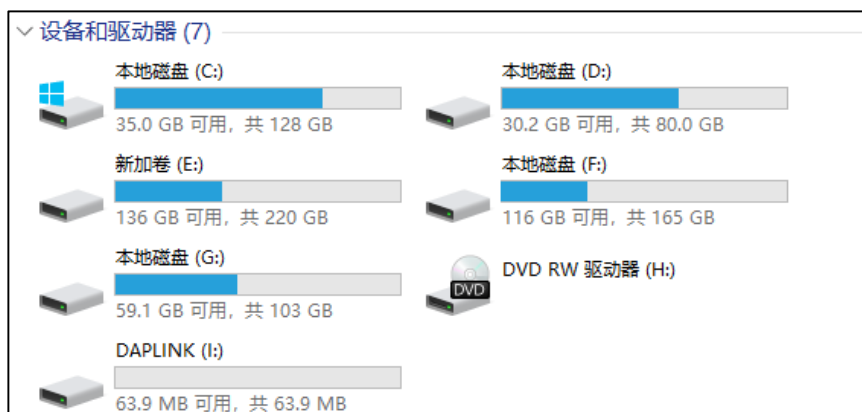 设备和驱动器 (7)
本地磁盘 (C:)
35.0 GB 可用，共 128 GB
本地磁盘 (D:)
30.2 GB 可用，共 80.0 GB
新加卷 (E:)
136 GB 可用，共 220 GB
本地磁盘 (F:)
116 GB 可用，共 165 GB
本地磁盘 (G:)
59.1 GB 可用，共 103 GB
DVD RW 驱动器 (H:)
DVD
DAPLINK (I:)
63.9 MB 可用，共 63.9 MB